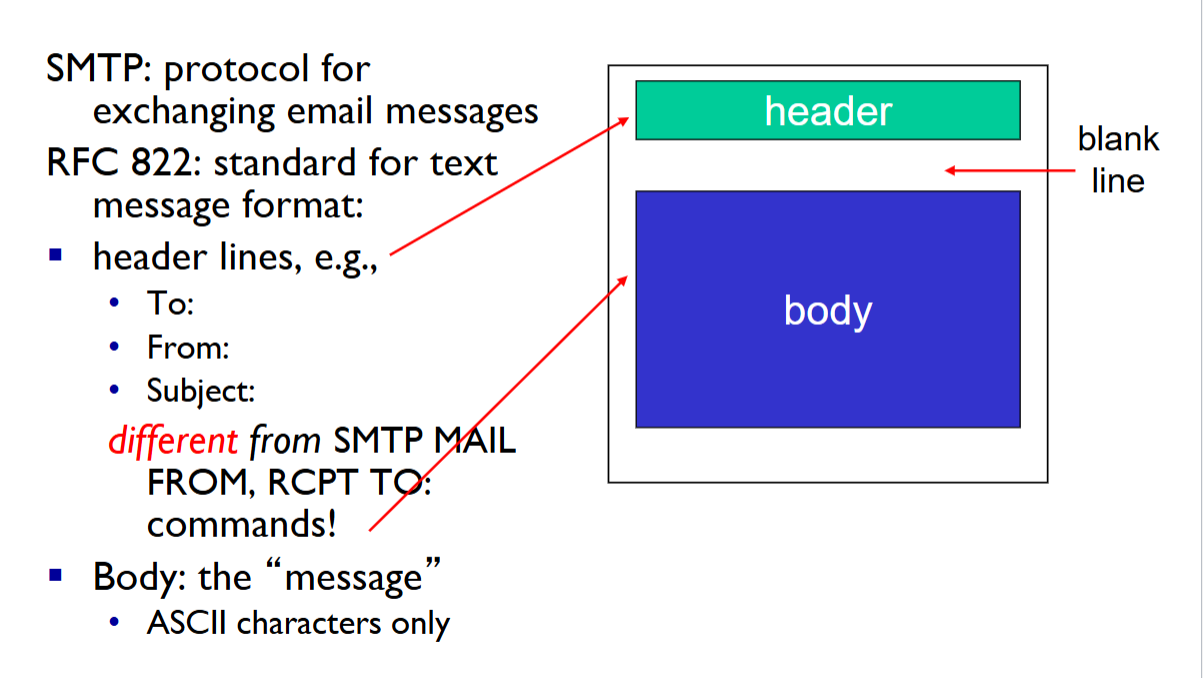 SMTP: protocol for
exchanging email messages
RFC 822: standard for text
message format:
▪ header lines, e.g.,
• To:
• From:
• Subject:
different from SMTP MAIL
FROM, RCPT TO:
commands!
▪ Body: the “message”
• ASCII characters only
header
blank
line
body